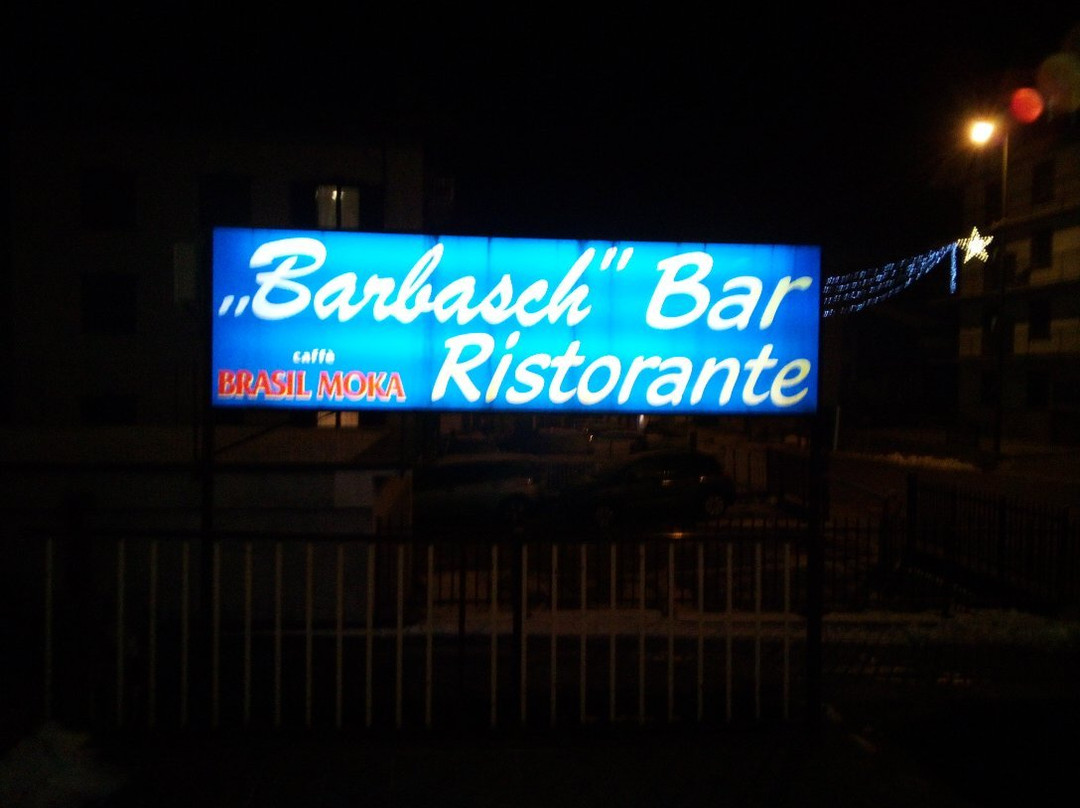 „Barbasch" Bar
Ristorante
caffè
BRASIL MOKA